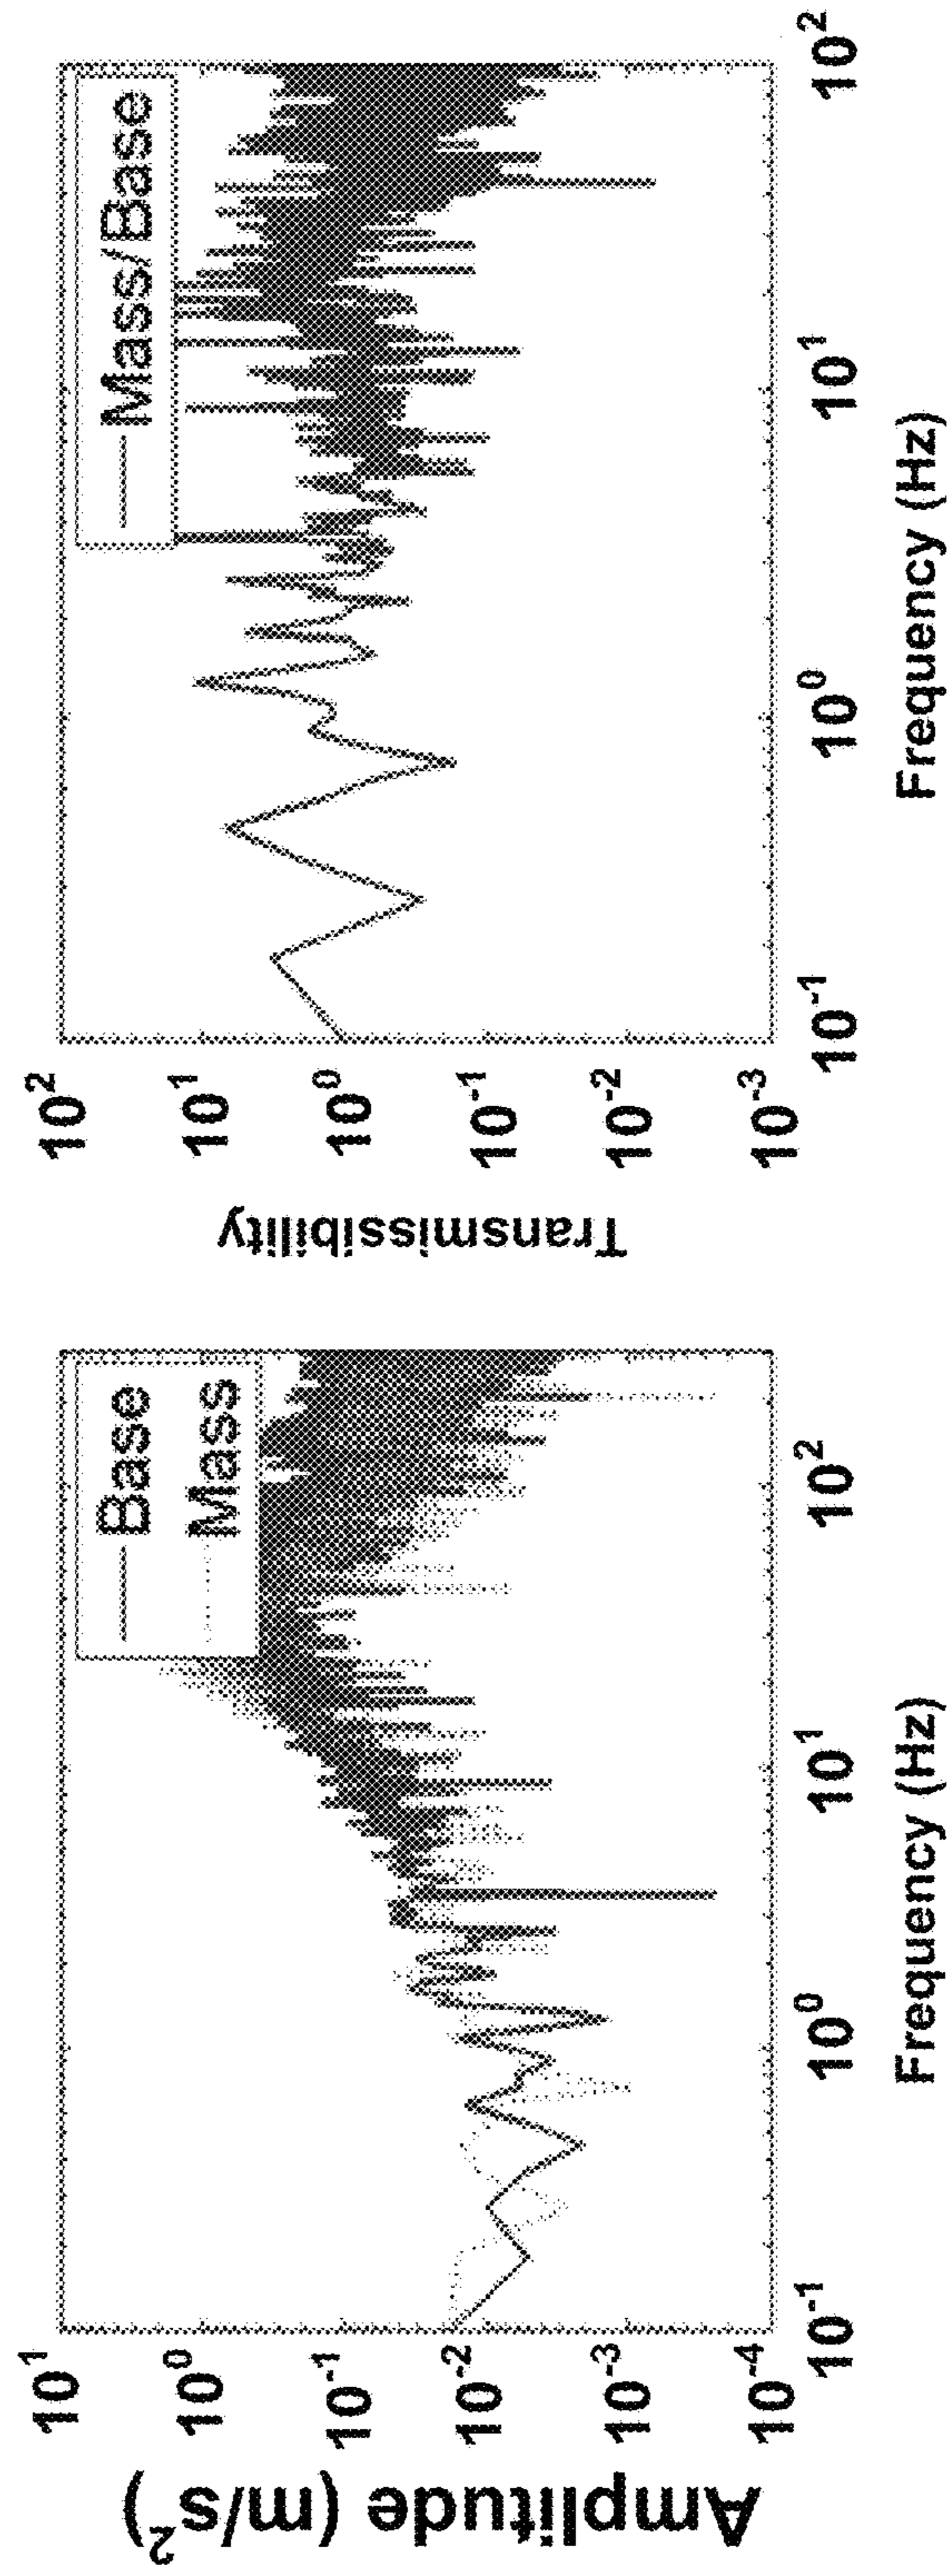 Amplitude (m/s²)
10¹
10⁰
10⁻¹
10⁻²
10⁻³
10⁻⁴
Base
Mass
10⁻¹
10⁰
10¹
10²
Frequency (Hz)
Transmissibility
10²
10¹
10⁰
10⁻¹
10⁻²
10⁻³
Mass/Base
10⁻¹
10⁰
10¹
10²
Frequency (Hz)